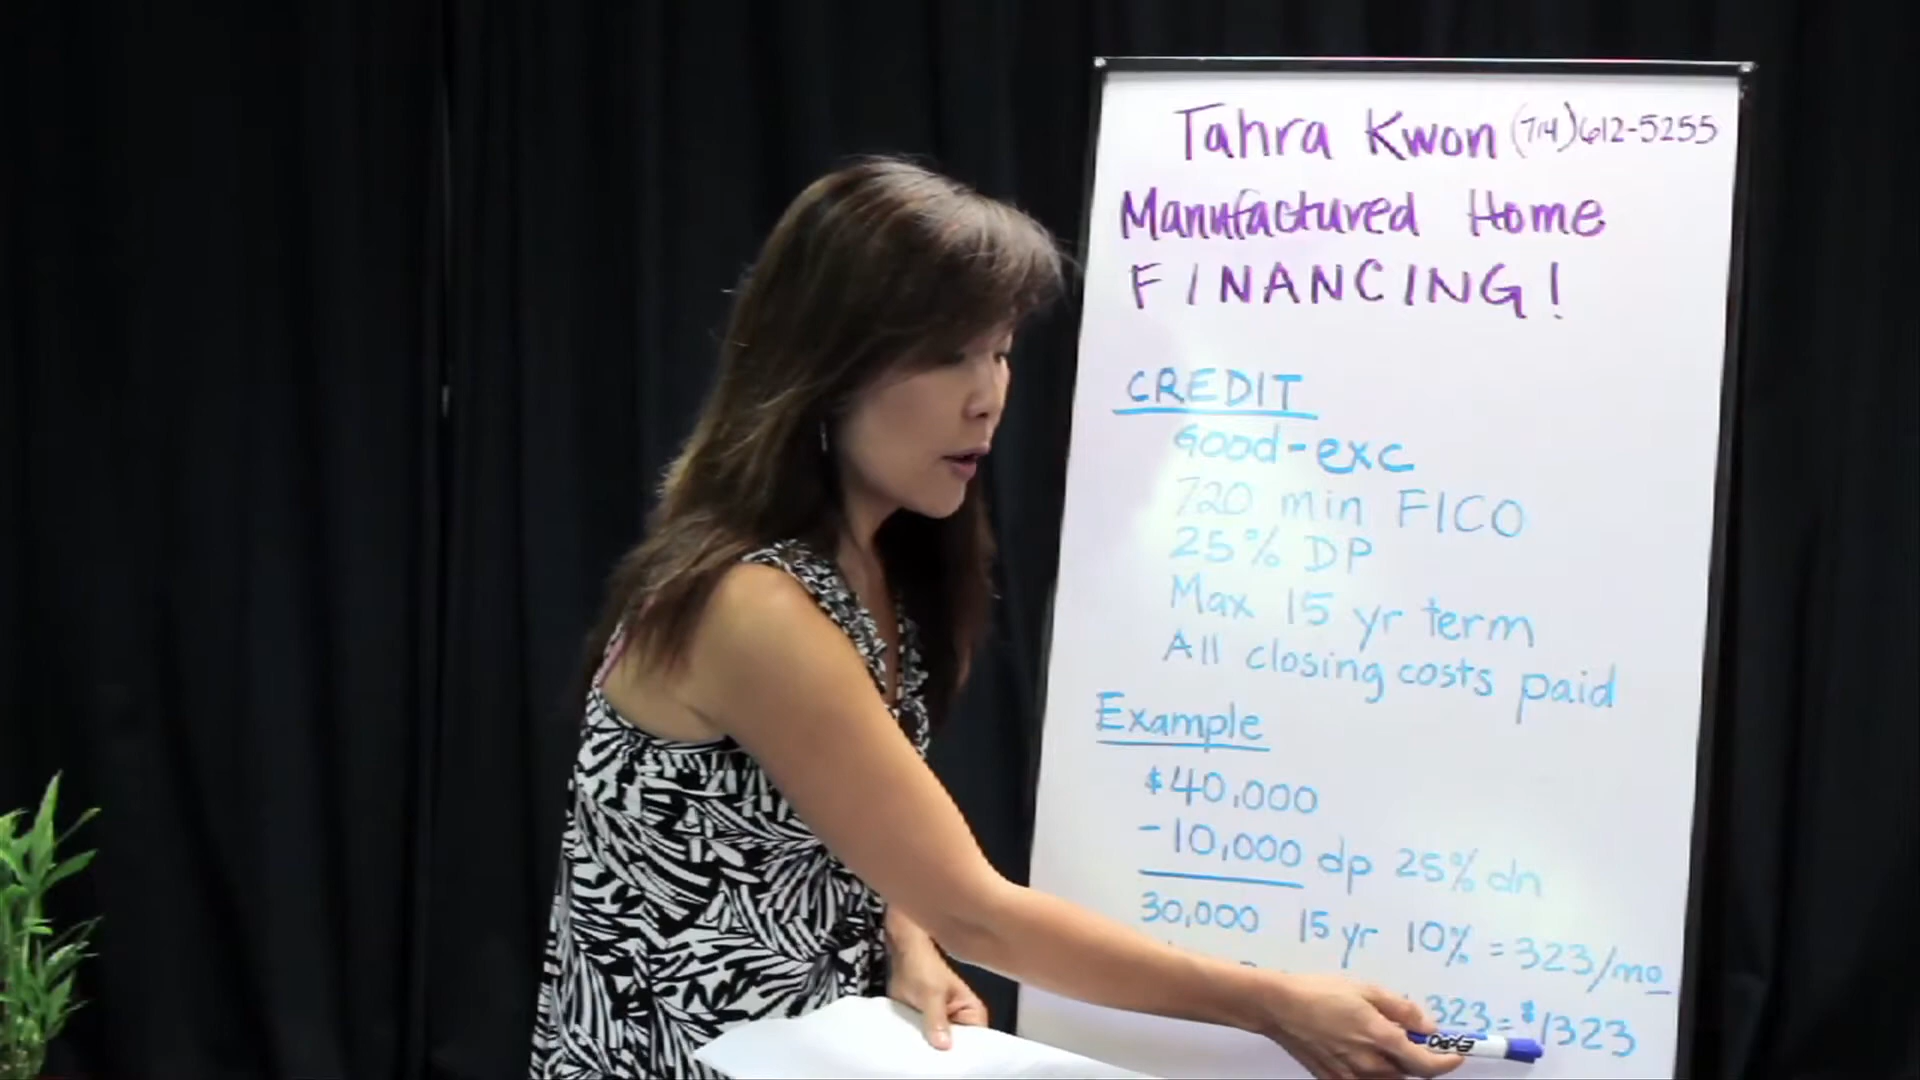 Tahra Kwon (714)612-5255
Manufactured Home
FINANCING!
CREDIT
Good-exc
720 min FICO
25% DP
Max 15 yr term
All closing costs paid
Example
$40,000
-10,000 dp 25% dn
30,000 15 yr 10% = 323/mo
323 = $1323
EXPO